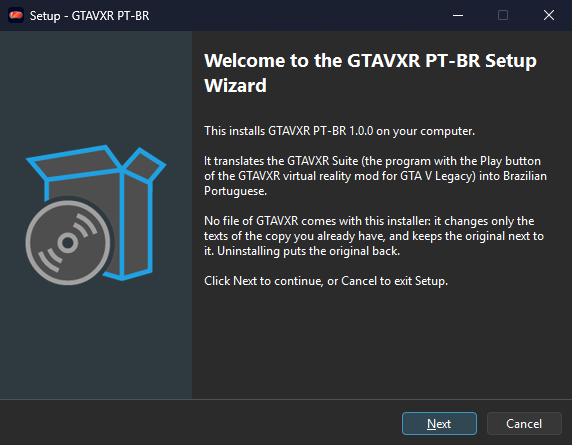 Setup - GTAVXR PT-BR
Welcome to the GTAVXR PT-BR Setup
Wizard
This installs GTAVXR PT-BR 1.0.0 on your computer.
It translates the GTAVXR Suite (the program with the Play button
of the GTAVXR virtual reality mod for GTA V Legacy) into Brazilian
Portuguese.
No file of GTAVXR comes with this installer: it changes only the
texts of the copy you already have, and keeps the original next to
it. Uninstalling puts the original back.
Click Next to continue, or Cancel to exit Setup.
Next
Cancel